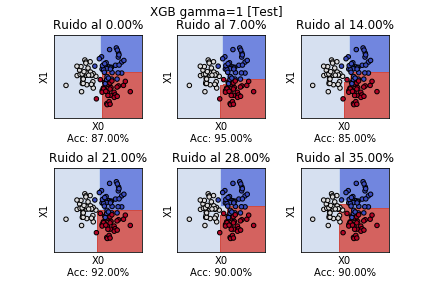 XGB gamma=1 [Test]
Ruido al 0.00%
Ruido al 7.00%
Ruido al 14.00%
X1
X1
X1
X0
X0
X0
Acc: 87.00%
Acc: 95.00%
Acc: 85.00%
Ruido al 21.00%
Ruido al 28.00%
Ruido al 35.00%
X1
X1
X1
X0
X0
X0
Acc: 92.00%
Acc: 90.00%
Acc: 90.00%